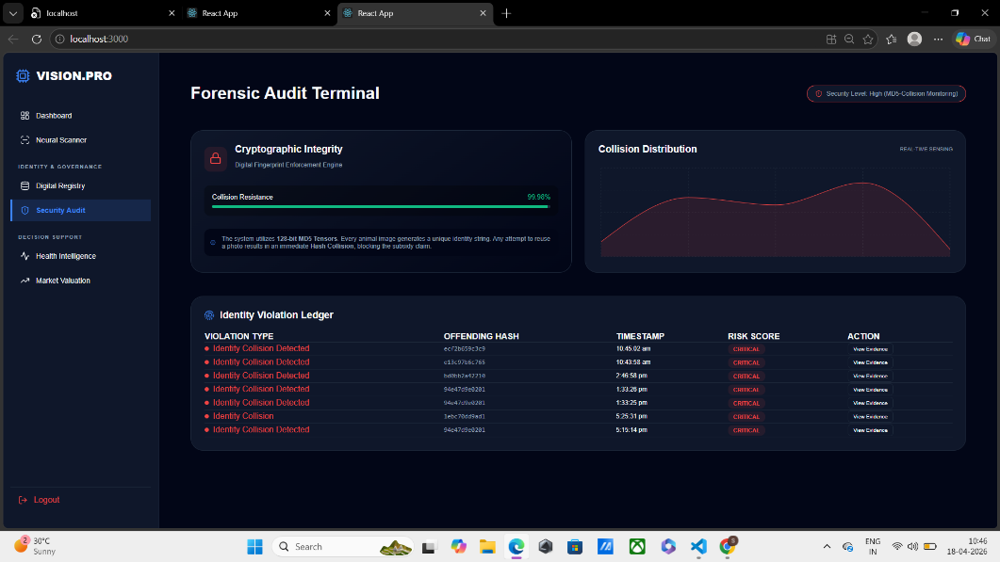 localhost
React App
React App
localhost:3000
Chat
VISION.PRO
Dashboard
Neural Scanner
IDENTITY & GOVERNANCE
Digital Registry
Security Audit
DECISION SUPPORT
Health Intelligence
Market Valuation
Logout
Forensic Audit Terminal
Security Level: High (MD5-Collision Monitoring)
Cryptographic Integrity
Digital Fingerprint Enforcement Engine
Collision Resistance 99.98%
The system utilizes 128-bit MD5 Tensors. Every animal image generates a unique identity string. Any attempt to reuse
a photo results in an immediate Hash Collision, blocking the subsidy claim.
Collision Distribution
REAL-TIME SENSING
Identity Violation Ledger
VIOLATION TYPE OFFENDING HASH TIMESTAMP RISK SCORE ACTION
Identity Collision Detected ecf2b659c3c9 10:45:02 am CRITICAL View Evidence
Identity Collision Detected c13c97b6c765 10:43:58 am CRITICAL View Evidence
Identity Collision Detected bd0bb2a42210 2:46:58 pm CRITICAL View Evidence
Identity Collision Detected 94e47d9e0201 1:33:26 pm CRITICAL View Evidence
Identity Collision Detected 94e47d9e0201 1:33:25 pm CRITICAL View Evidence
Identity Collision 1ebc70dd9ad1 5:25:31 pm CRITICAL View Evidence
Identity Collision Detected 94e47d9e0201 5:15:14 pm CRITICAL View Evidence
2
30°C
Sunny
Search
9
ENG
IN
10:46
18-04-2026